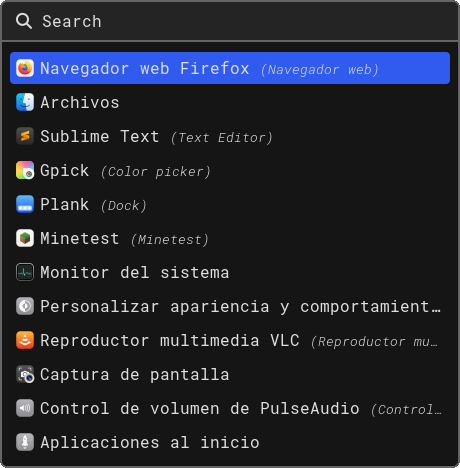 Search
Navegador web Firefox (Navegador web)
Archivos
Sublime Text (Text Editor)
Gpick (Color picker)
Plank (Dock)
Minetest (Minetest)
Monitor del sistema
Personalizar apariencia y comportamient…
Reproductor multimedia VLC (Reproductor mu…
Captura de pantalla
Control de volumen de PulseAudio (Control…
Aplicaciones al inicio